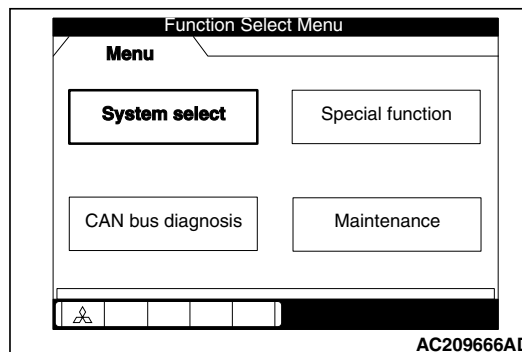 Function Select Menu
Menu
System select
Special function
CAN bus diagnosis
Maintenance
AC209666AD